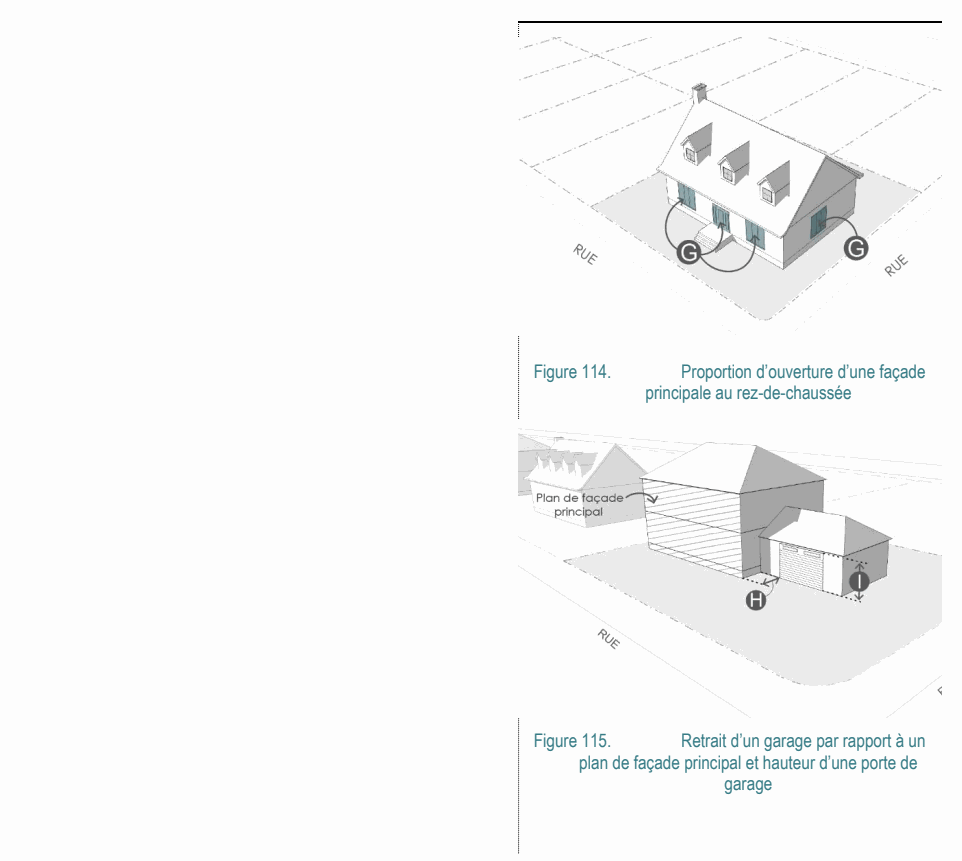 RUE
G
G
RUE
Figure 114. Proportion d'ouverture d'une façade
principale au rez-de-chaussée
Plan de façade
principal
I
H
RUE
Figure 115. Retrait d'un garage par rapport à un
plan de façade principal et hauteur d'une porte de
garage